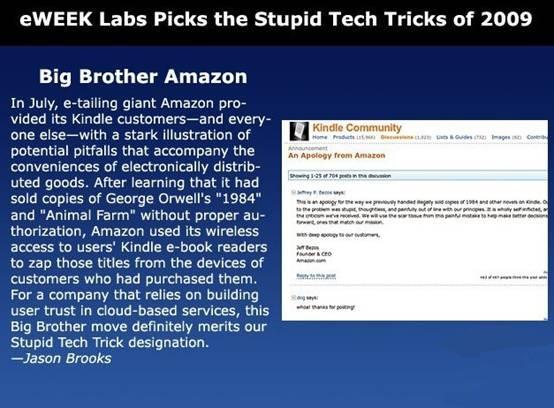 eWEEK Labs Picks the Stupid Tech Tricks of 2009
Big Brother Amazon
In July, e-tailing giant Amazon pro-
vided its Kindle customers—and every-
one else—with a stark illustration of
potential pitfalls that accompany the
conveniences of electronically distrib-
uted goods. After learning that it had
sold copies of George Orwell's "1984"
and "Animal Farm" without proper au-
thorization, Amazon used its wireless
access to users' Kindle e-book readers
to zap those titles from the devices of
customers who had purchased them.
For a company that relies on building
user trust in cloud-based services, this
Big Brother move definitely merits our
Stupid Tech Trick designation.
—Jason Brooks
Kindle Community
Home Products Discussions Lists & Guides Images Contrib
Announcement
An Apology from Amazon
Showing 1-25 of 704 posts in this discussion
Jeffrey P. Bezos says:
This is an apology for the way we previously handled illegally sold copies of 1984 and other novels on Kindle. O
to the problem was stupid, thoughtless, and painfully out of line with our principles. It is wholly self-inflicted, a
the criticism we've received. We will use the scar tissue from this painful mistake to help make better decisions
forward, ones that match our mission.
With deep apology to our customers,
Jeff Bezos
Founder & CEO
Amazon.com
Reply to this post
says:
whoa! thanks for posting!